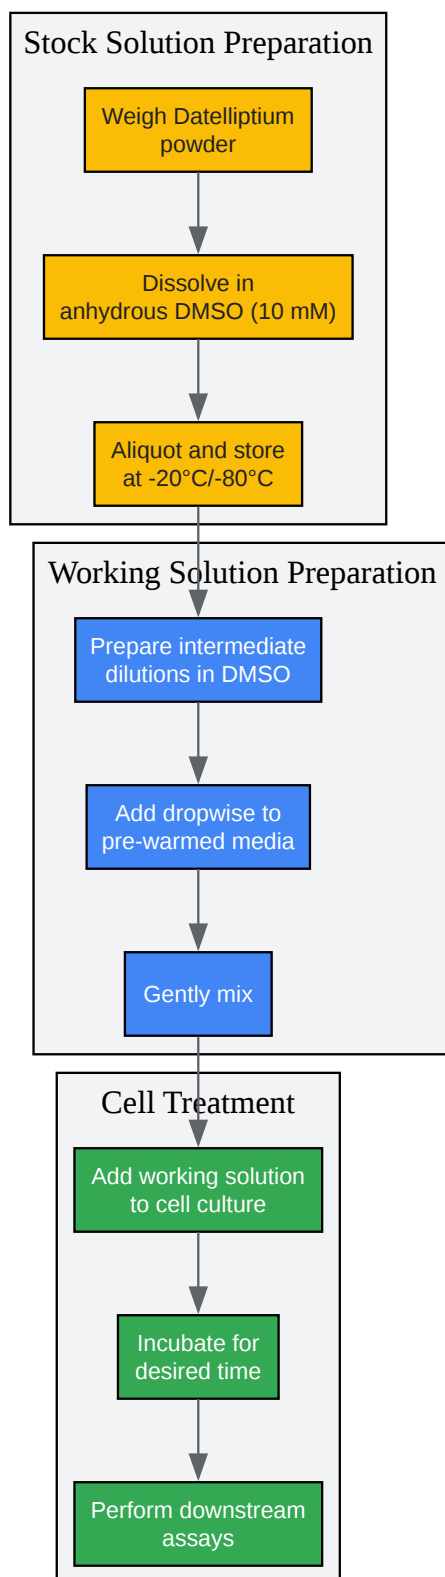 Stock Solution Preparation
Weigh Datelliptium
powder
Dissolve in
anhydrous DMSO (10 mM)
Aliquot and store
at -20°C/-80°C
Working Solution Preparation
Prepare intermediate
dilutions in DMSO
Add dropwise to
pre-warmed media
Gently mix
Cell Treatment
Add working solution
to cell culture
Incubate for
desired time
Perform downstream
assays